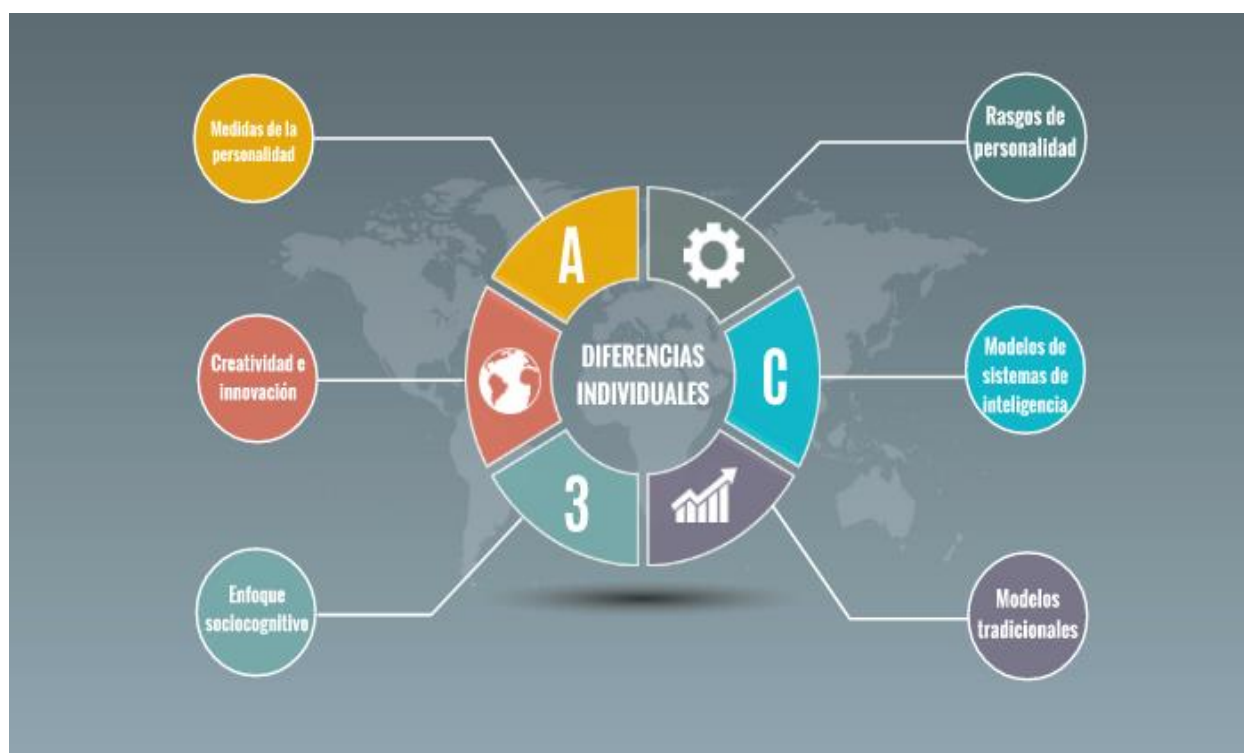 Medidas de la
personalidad
Rasgos de
personalidad
A
Creatividad e
innovación
DIFERENCIAS
INDIVIDUALES
C
Modelos de
sistemas de
inteligencia
3
Enfoque
sociocognitivo
Modelos
tradicionales